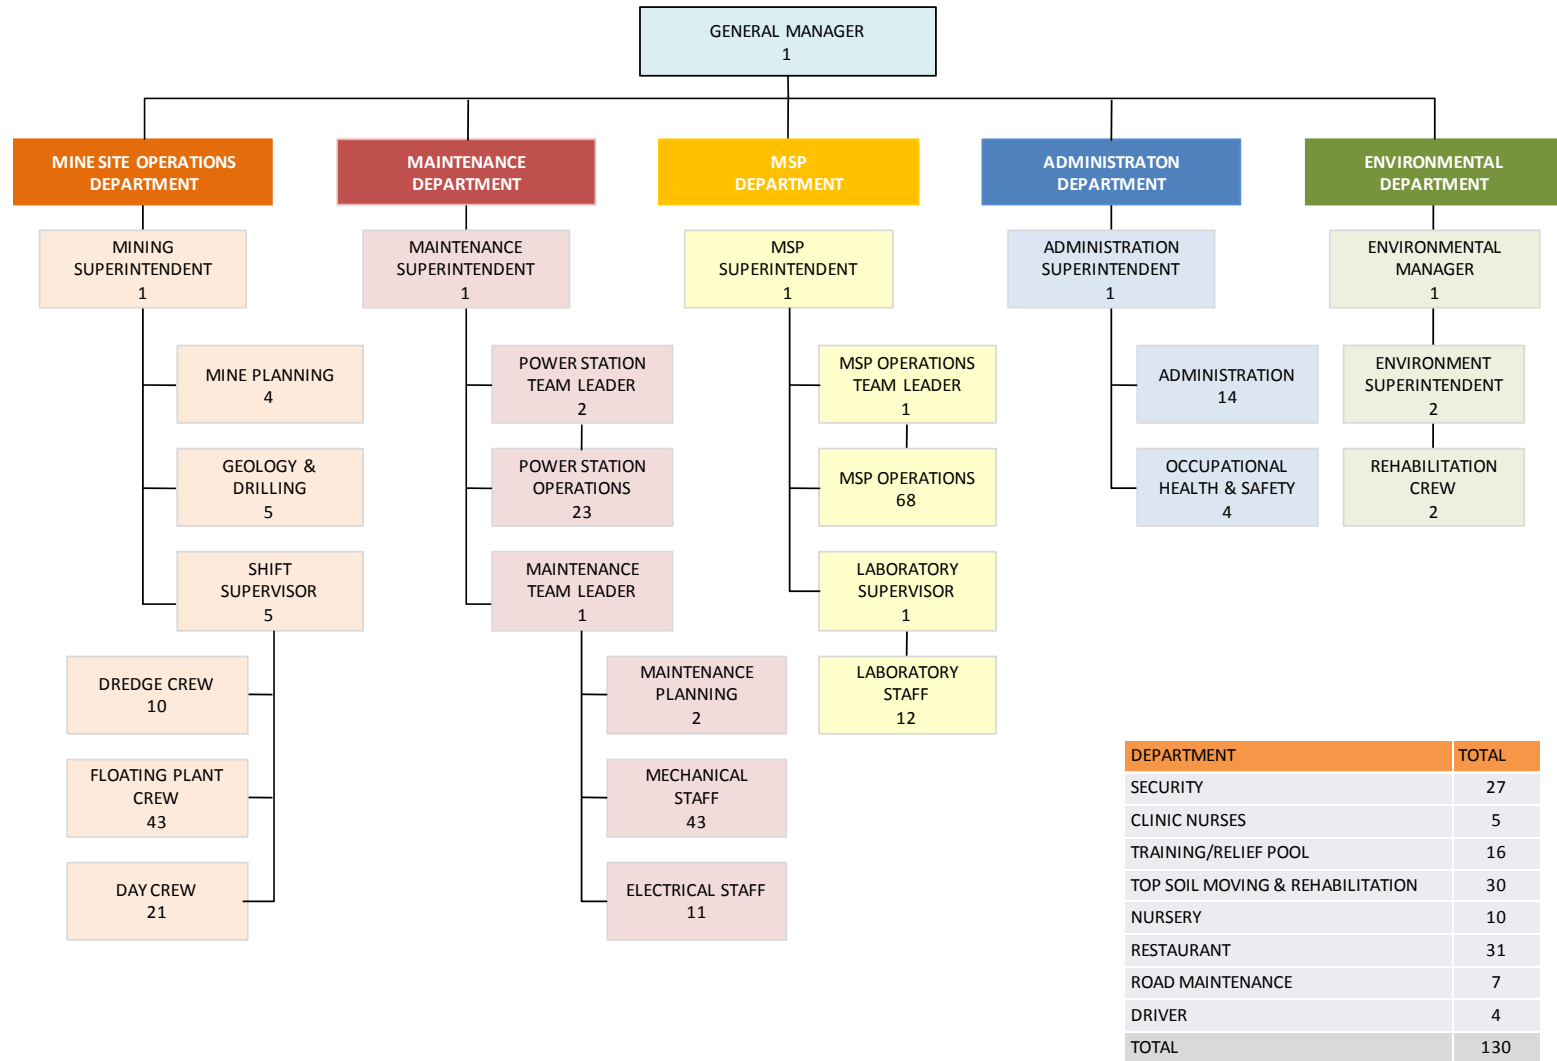 GENERAL MANAGER
1
MINE SITE OPERATIONS
DEPARTMENT
MINING
SUPERINTENDENT
1
MINE PLANNING
4
GEOLOGY &
DRILLING
5
SHIFT
SUPERVISOR
5
DREDGE CREW
10
FLOATING PLANT
CREW
43
DAY CREW
21
MAINTENANCE
DEPARTMENT
MAINTENANCE
SUPERINTENDENT
1
POWER STATION
TEAM LEADER
2
POWER STATION
OPERATIONS
23
MAINTENANCE
TEAM LEADER
1
MAINTENANCE
PLANNING
2
MECHANICAL
STAFF
43
ELECTRICAL STAFF
11
MSP
DEPARTMENT
MSP
SUPERINTENDENT
1
MSP OPERATIONS
TEAM LEADER
1
MSP OPERATIONS
68
LABORATORY
SUPERVISOR
1
LABORATORY
STAFF
12
ADMINISTRATON
DEPARTMENT
ADMINISTRATION
SUPERINTENDENT
1
ADMINISTRATION
14
OCCUPATIONAL
HEALTH & SAFETY
4
ENVIRONMENTAL
DEPARTMENT
ENVIRONMENTAL
MANAGER
1
ENVIRONMENT
SUPERINTENDENT
2
REHABILITATION
CREW
2
DEPARTMENT TOTAL
SECURITY 27
CLINIC NURSES 5
TRAINING/RELIEF POOL 16
TOP SOIL MOVING & REHABILITATION 30
NURSERY 10
RESTAURANT 31
ROAD MAINTENANCE 7
DRIVER 4
TOTAL 130